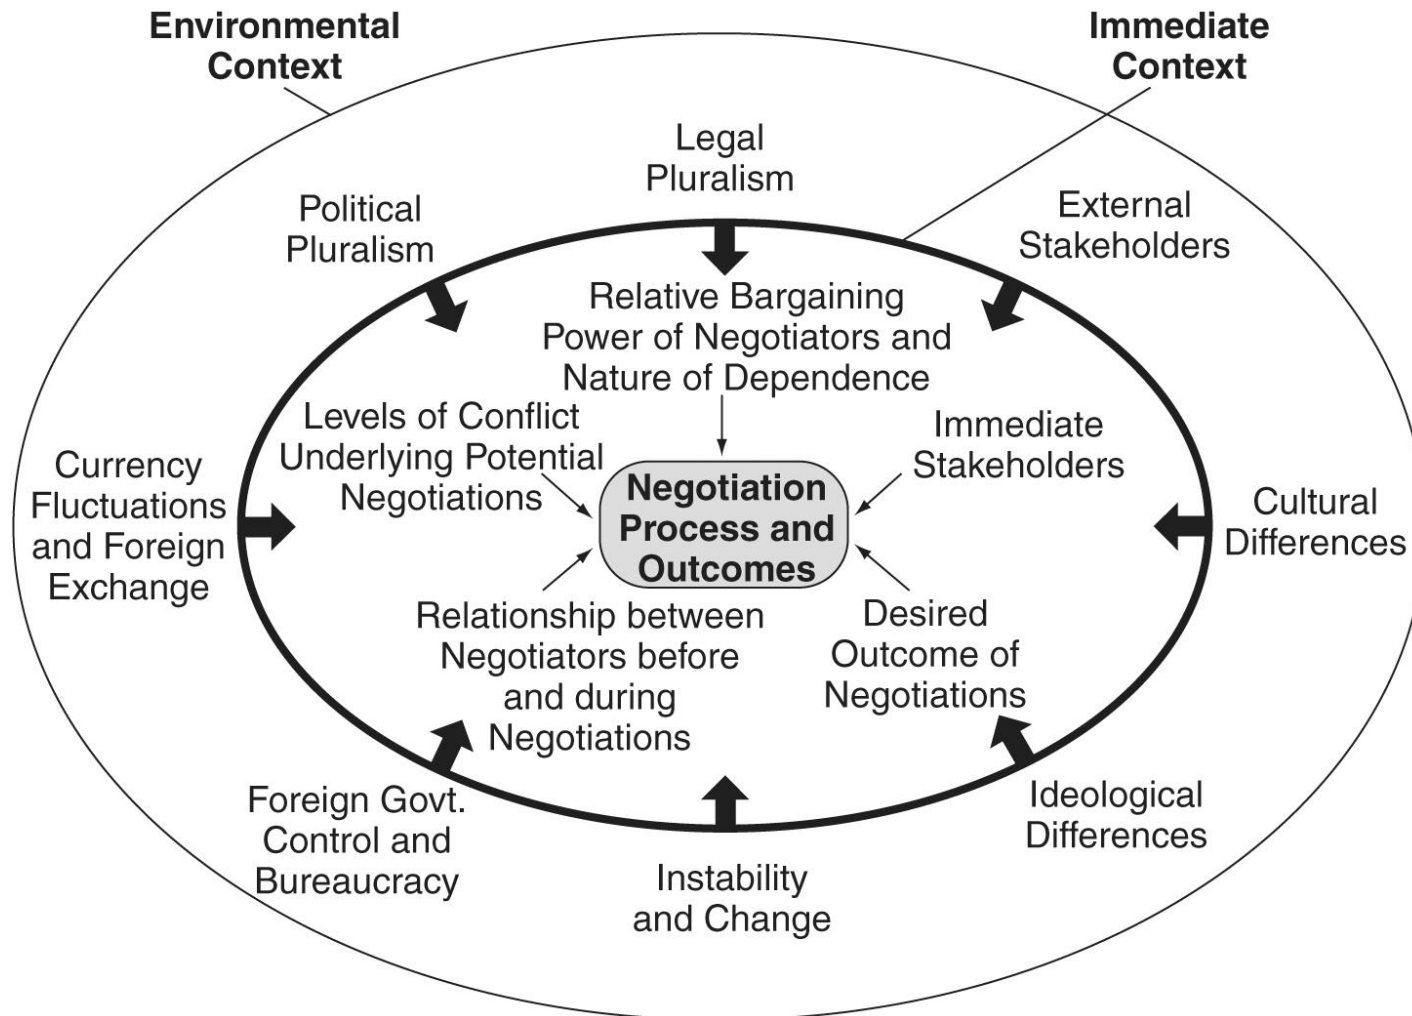 Environmental
Context
Immediate
Context
Legal
Pluralism
Political
Pluralism
External
Stakeholders
Relative Bargaining
Power of Negotiators and
Nature of Dependence
Levels of Conflict
Underlying Potential
Negotiations
Immediate
Stakeholders
Currency
Fluctuations
and Foreign
Exchange
Negotiation
Process and
Outcomes
Cultural
Differences
Relationship between
Negotiators before
and during
Negotiations
Desired
Outcome of
Negotiations
Foreign Govt.
Control and
Bureaucracy
Ideological
Differences
Instability
and Change